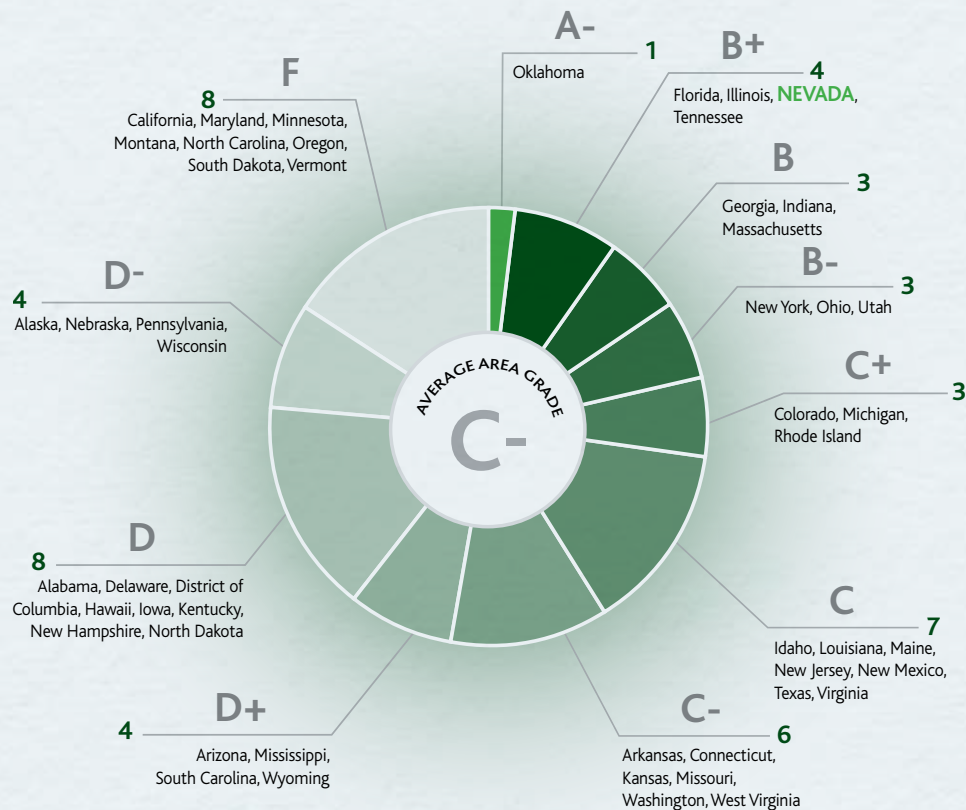 A-
1
Oklahoma
B+
4
Florida, Illinois, NEVADA,
Tennessee
B
3
Georgia, Indiana,
Massachusetts
B-
3
New York, Ohio, Utah
C+
3
Colorado, Michigan,
Rhode Island
C
7
Idaho, Louisiana, Maine,
New Jersey, New Mexico,
Texas, Virginia
C-
6
Arkansas, Connecticut,
Kansas, Missouri,
Washington, West Virginia
D+
4
Arizona, Mississippi,
South Carolina, Wyoming
D
8
Alabama, Delaware, District of
Columbia, Hawaii, Iowa, Kentucky,
New Hampshire, North Dakota
D-
4
Alaska, Nebraska, Pennsylvania,
Wisconsin
F
8
California, Maryland, Minnesota,
Montana, North Carolina, Oregon,
South Dakota, Vermont
AVERAGE AREA GRADE
C-